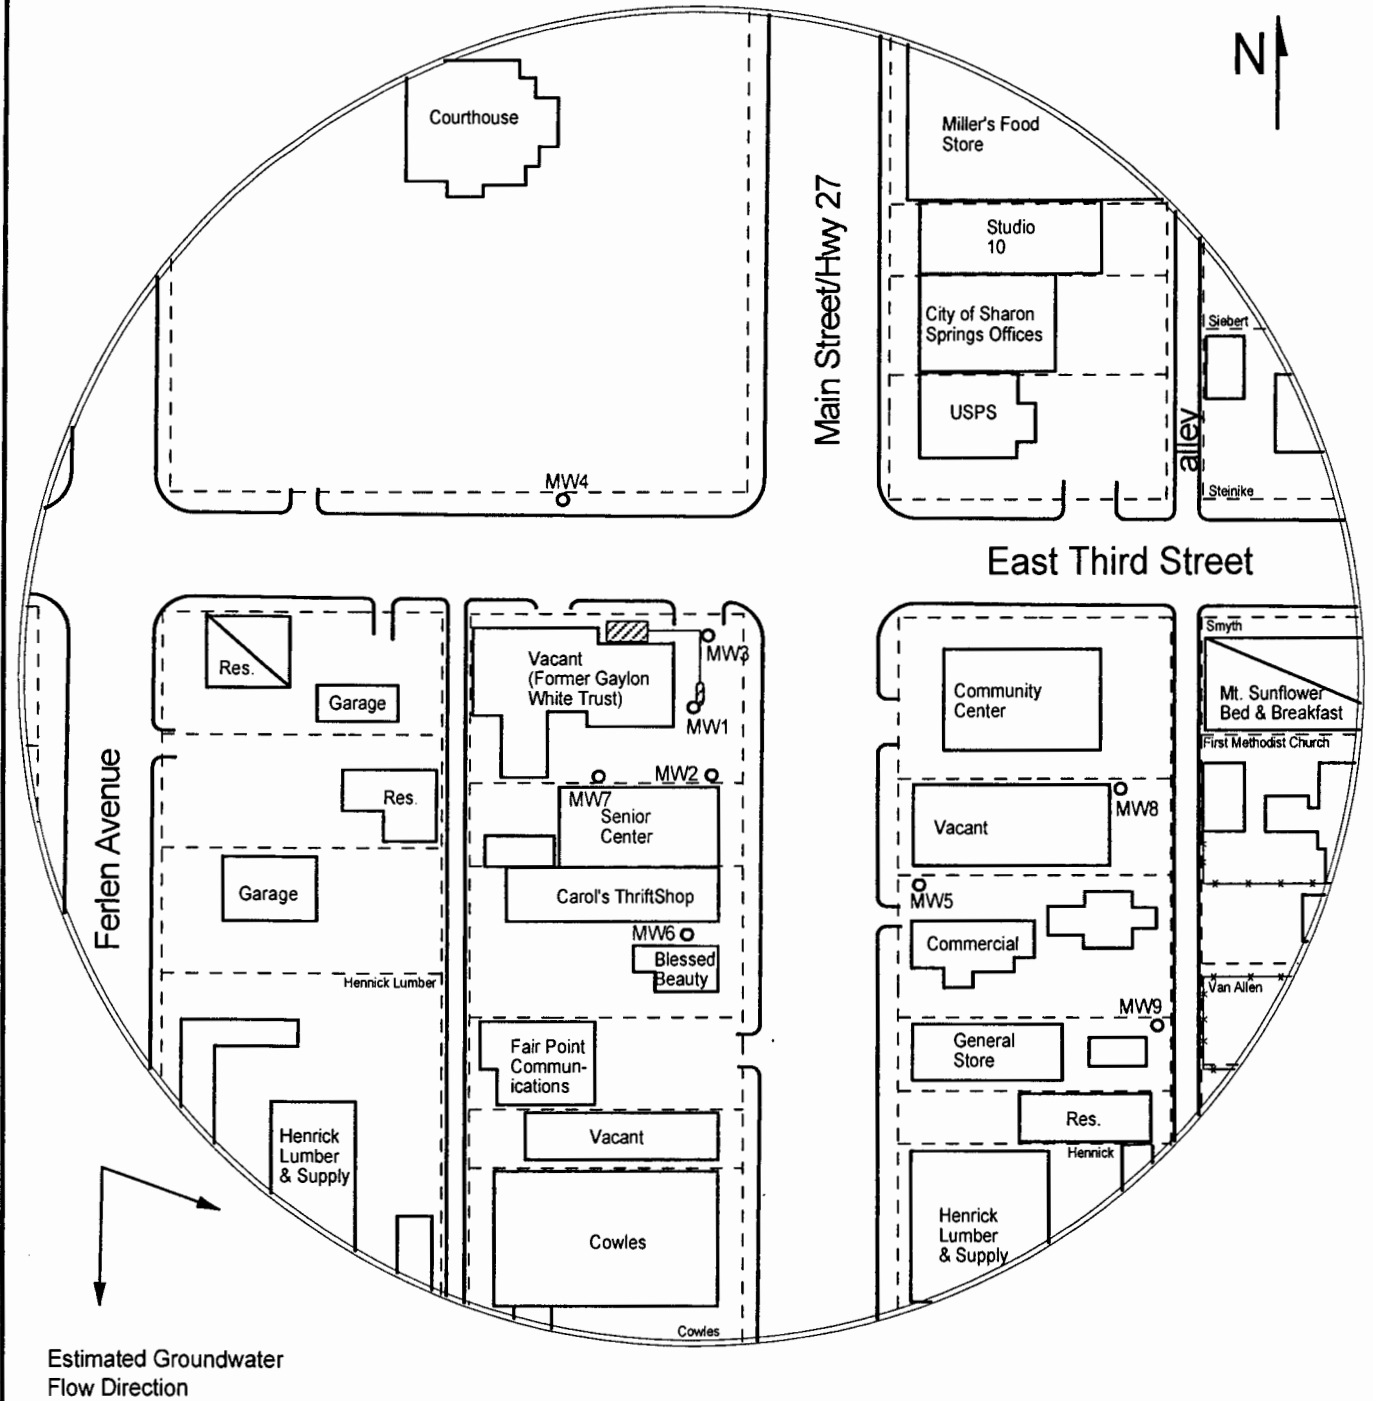 N
Courthouse
Miller's Food
Store
Main Street/Hwy 27
Studio
10
City of Sharon
Springs Offices
Siebert
USPS
alley
MW4
Steinike
East Third Street
Res.
Garage
Vacant
(Former Gaylon
White Trust)
MW3
MW1
Smyth
Community
Center
Mt. Sunflower
Bed & Breakfast
First Methodist Church
Ferlen Avenue
Res.
MW2
MW7
Senior
Center
MW8
Vacant
Garage
Carol's ThriftShop
MW5
MW6
Blessed
Beauty
Commercial
Hennick Lumber
Van Allen
MW9
Fair Point
Commun-
ications
General
Store
Vacant
Res.
Hennick
Henrick
Lumber
& Supply
Cowles
Henrick
Lumber
& Supply
Cowles
Estimated Groundwater
Flow Direction